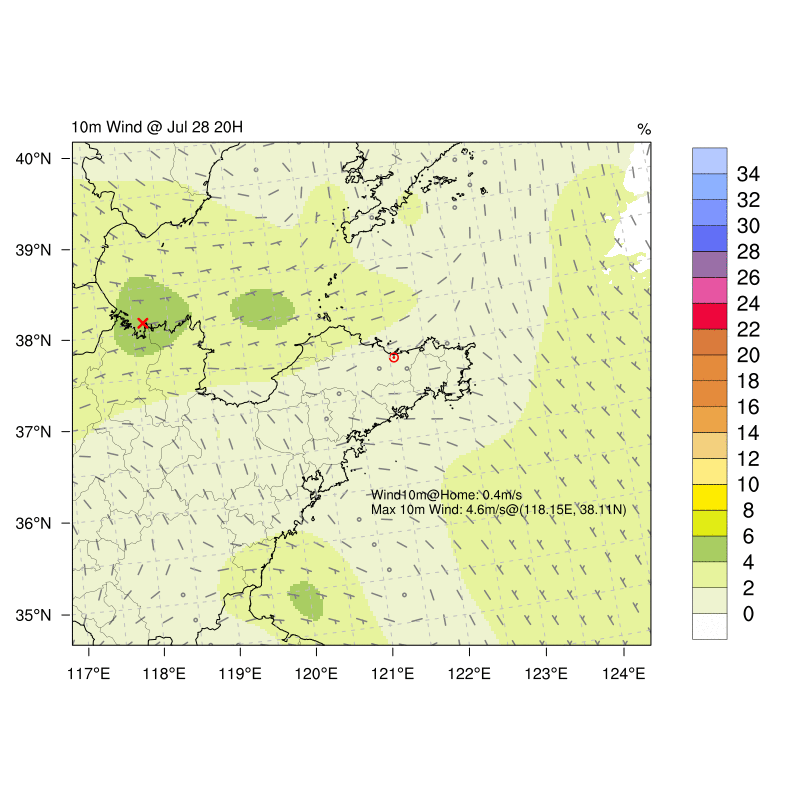 10m Wind @ Jul 28 20H
%
40°N
39°N
38°N
37°N
36°N
35°N
117°E
118°E
119°E
120°E
121°E
122°E
123°E
124°E
Wind10m@Home: 0.4m/s
Max 10m Wind: 4.6m/s@(118.15E, 38.11N)
34
32
30
28
26
24
22
20
18
16
14
12
10
8
6
4
2
0